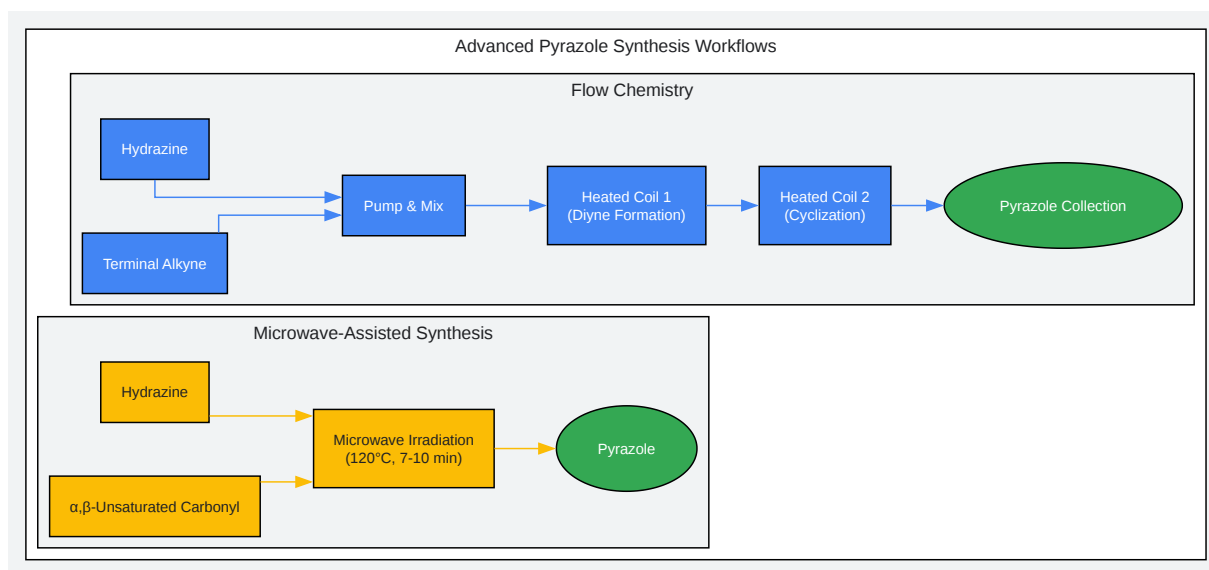 Advanced Pyrazole Synthesis Workflows
Flow Chemistry
Hydrazine
Terminal Alkyne
Pump & Mix
Heated Coil 1
(Diyne Formation)
Heated Coil 2
(Cyclization)
Pyrazole Collection
Microwave-Assisted Synthesis
Hydrazine
α,β-Unsaturated Carbonyl
Microwave Irradiation
(120°C, 7-10 min)
Pyrazole